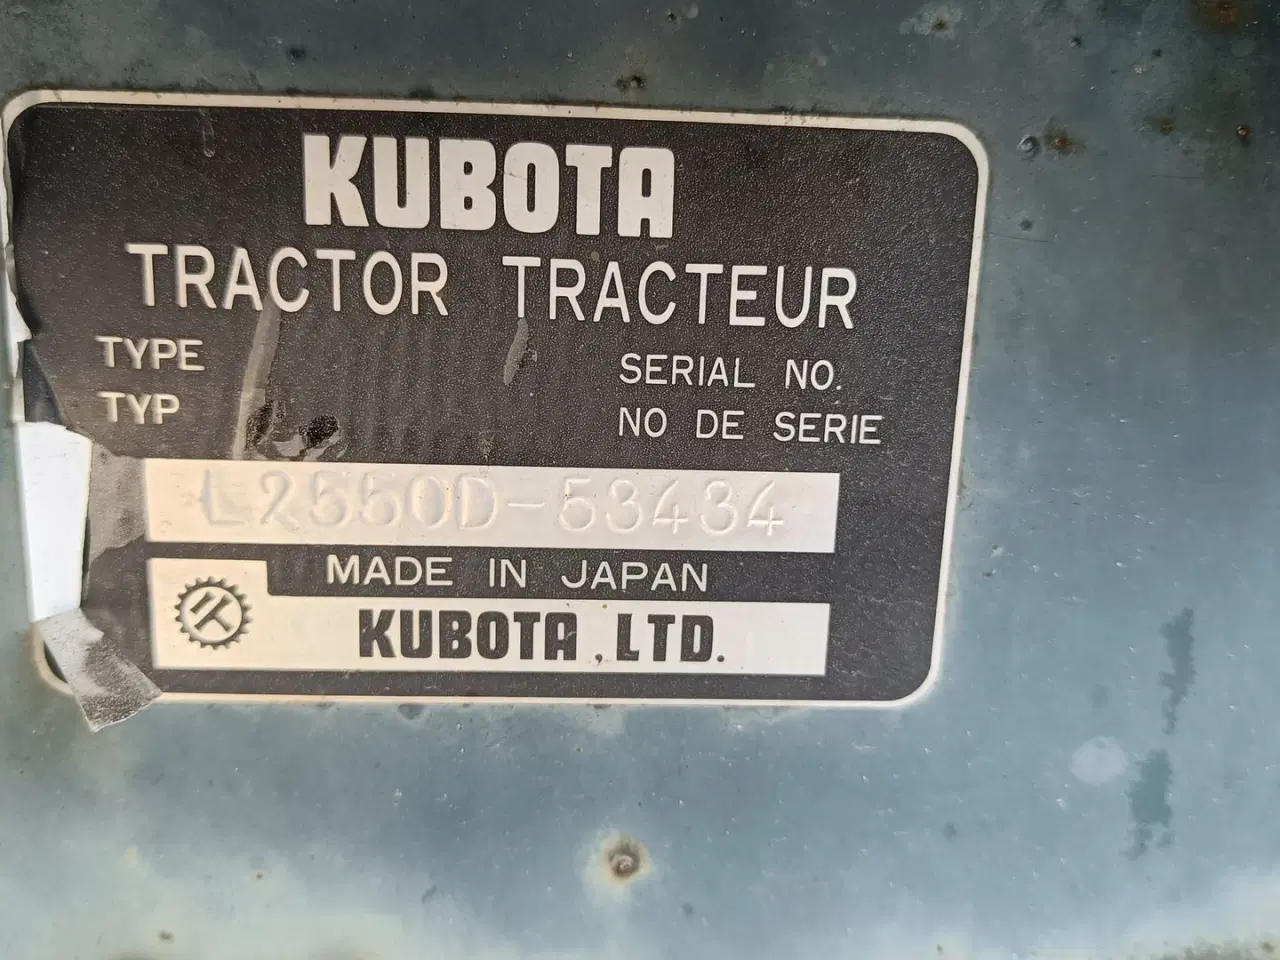 KUBOTA
TRACTOR TRACTEUR
TYPE SERIAL NO.
TYP NO DE SERIE
L2550D-53434
MADE IN JAPAN
KUBOTA, LTD.